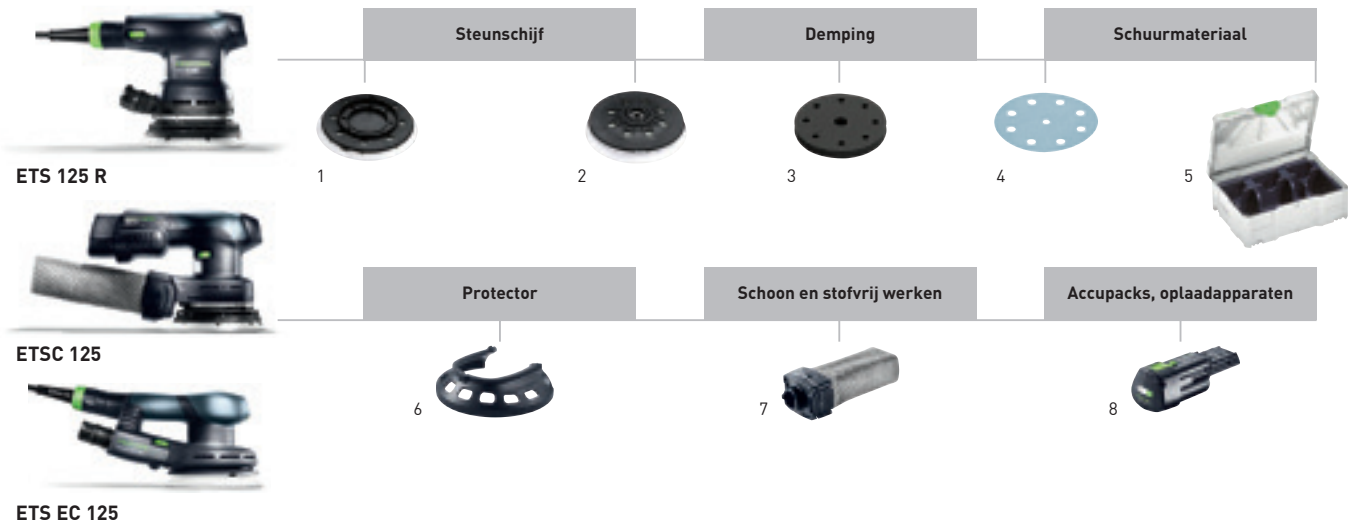 Steunschijf
Demping
Schuurmateriaal
ETS 125 R
1
2
3
4
5
Protector
Schoon en stofvrij werken
Accupacks, oplaadapparaten
ETSC 125
6
7
8
ETS EC 125